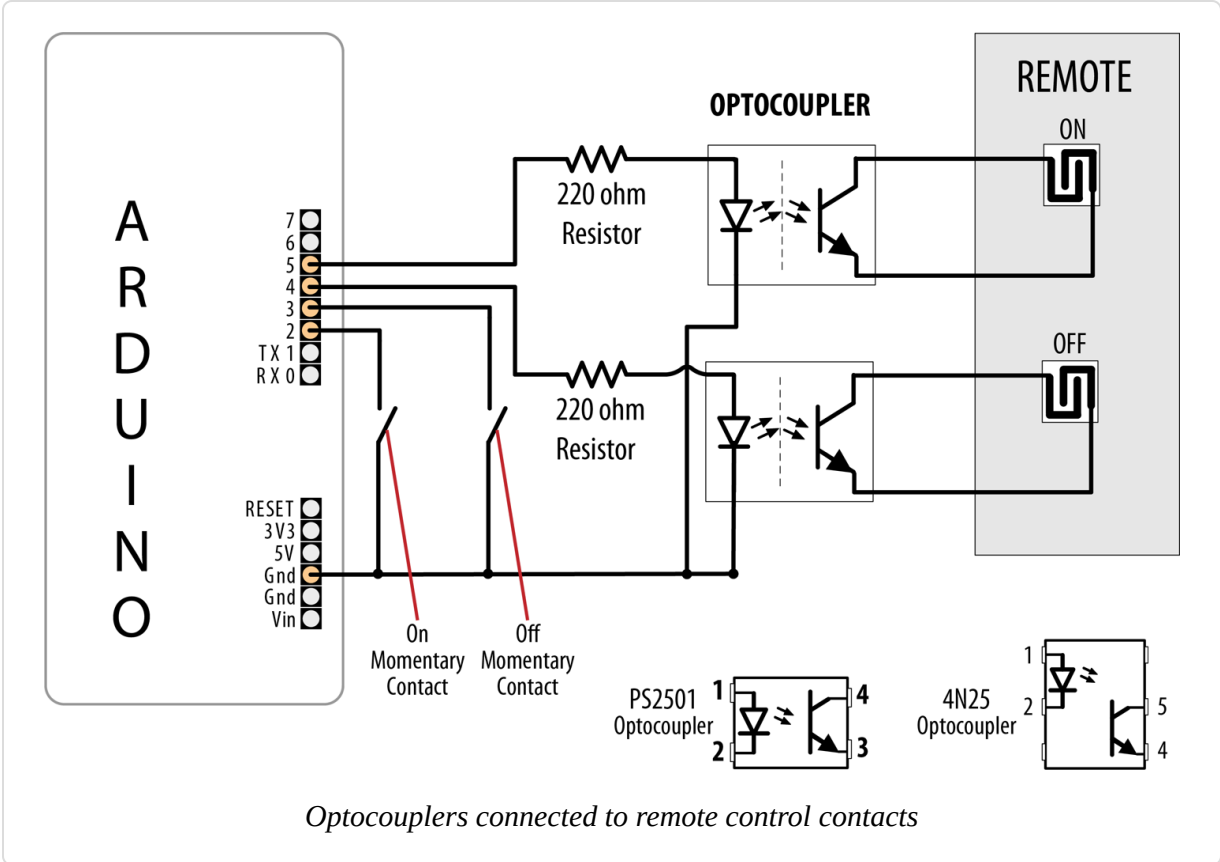 REMOTE
OPTOCOUPLER
ON
220 ohm
Resistor
ARDUINO
7
6
5
4
3
2
TX 1
RX 0
OFF
220 ohm
Resistor
RESET
3V3
5V
Gnd
Gnd
Vin
On
Momentary
Contact
Off
Momentary
Contact
PS2501
Optocoupler
1
2
4
3
4N25
Optocoupler
1
2
5
4
Optocouplers connected to remote control contacts